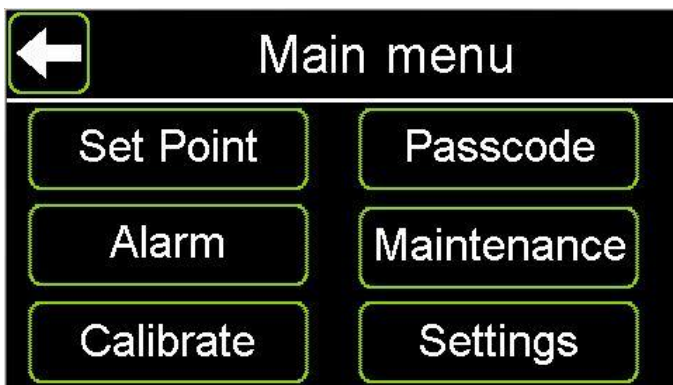 Main menu
Set Point
Passcode
Alarm
Maintenance
Calibrate
Settings